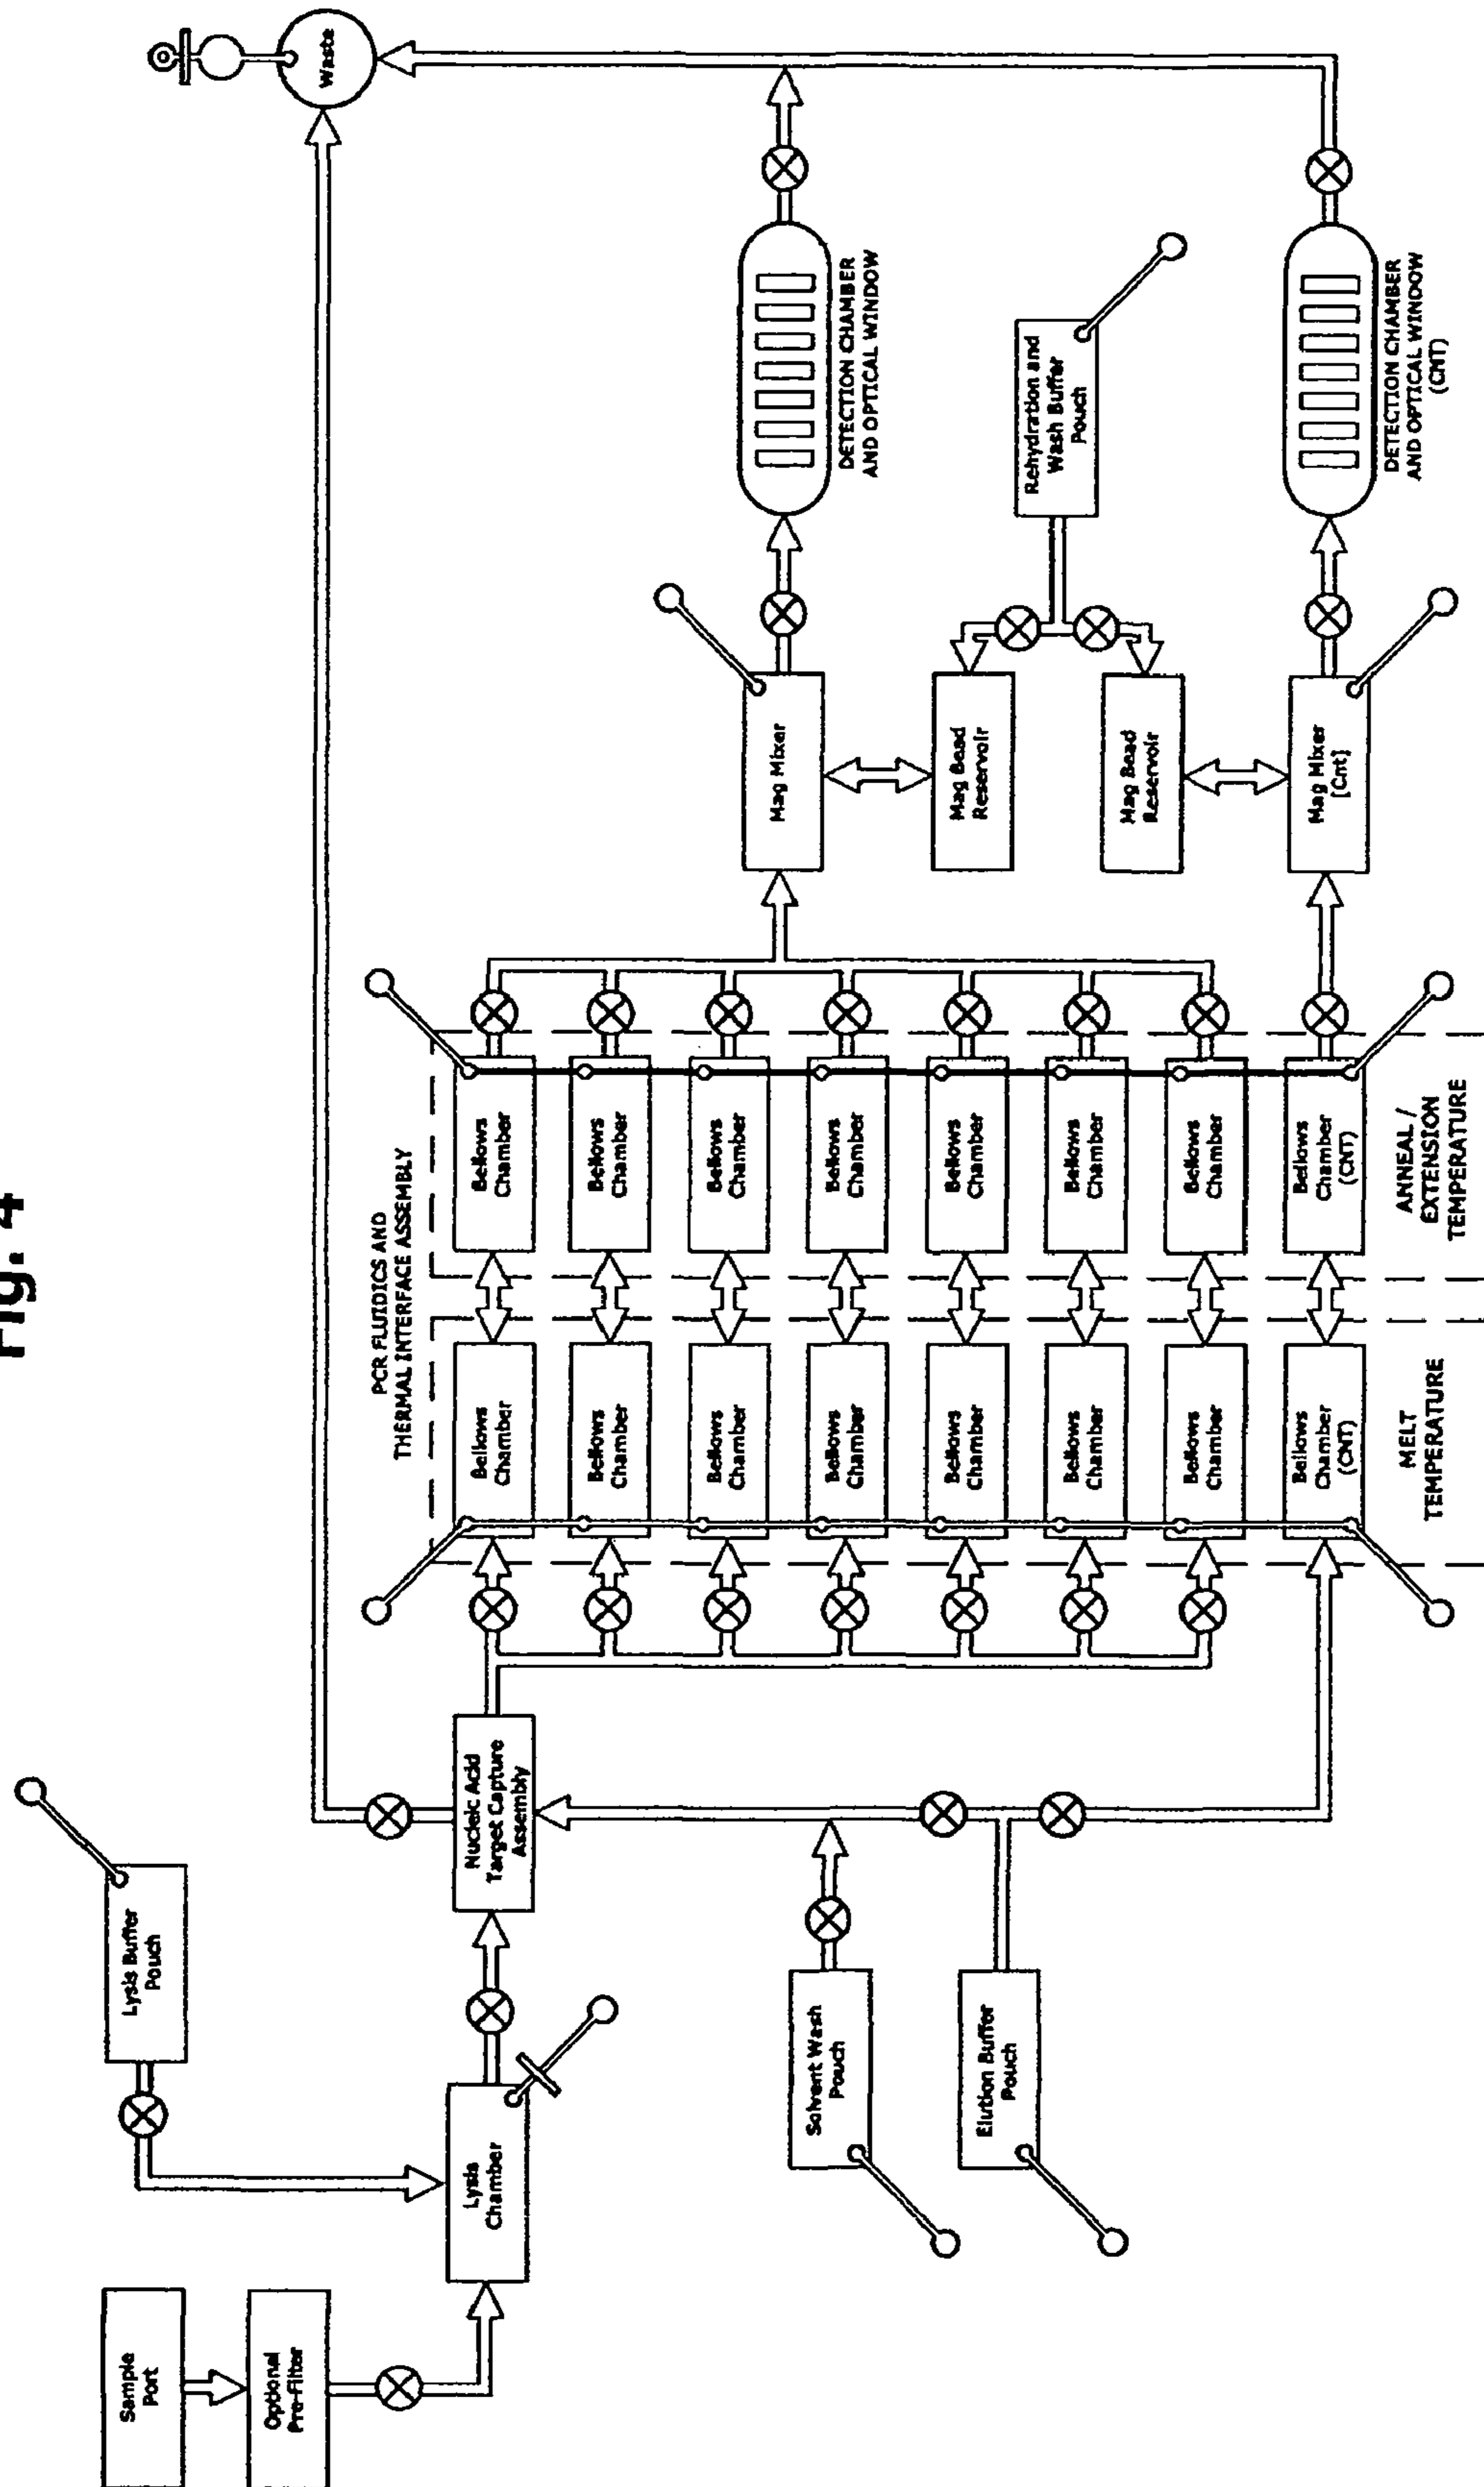 Fig. 4
Sample
Port
Optional
Pre-Filter
Lysis Buffer
Pouch
Lysis
Chamber
Nucleic Acid
Target Capture
Assembly
Solvent Wash
Pouch
Elution Buffer
Pouch
PCR FLUIDICS AND
THERMAL INTERFACE ASSEMBLY
Bellows
Chamber
Bellows
Chamber
Bellows
Chamber
Bellows
Chamber
Bellows
Chamber
Bellows
Chamber
Bellows
Chamber
Bellows
Chamber
(CNT)
MELT
TEMPERATURE
Bellows
Chamber
Bellows
Chamber
Bellows
Chamber
Bellows
Chamber
Bellows
Chamber
Bellows
Chamber
Bellows
Chamber
Bellows
Chamber
(CNT)
ANNEAL /
EXTENSION
TEMPERATURE
Mag Mixer
Mag Bead
Reservoir
Mag Bead
Reservoir
Mag Mixer
[Cnt]
Rehydration and
Wash Buffer
Pouch
DETECTION CHAMBER
AND OPTICAL WINDOW
DETECTION CHAMBER
AND OPTICAL WINDOW
(CNT)
Waste